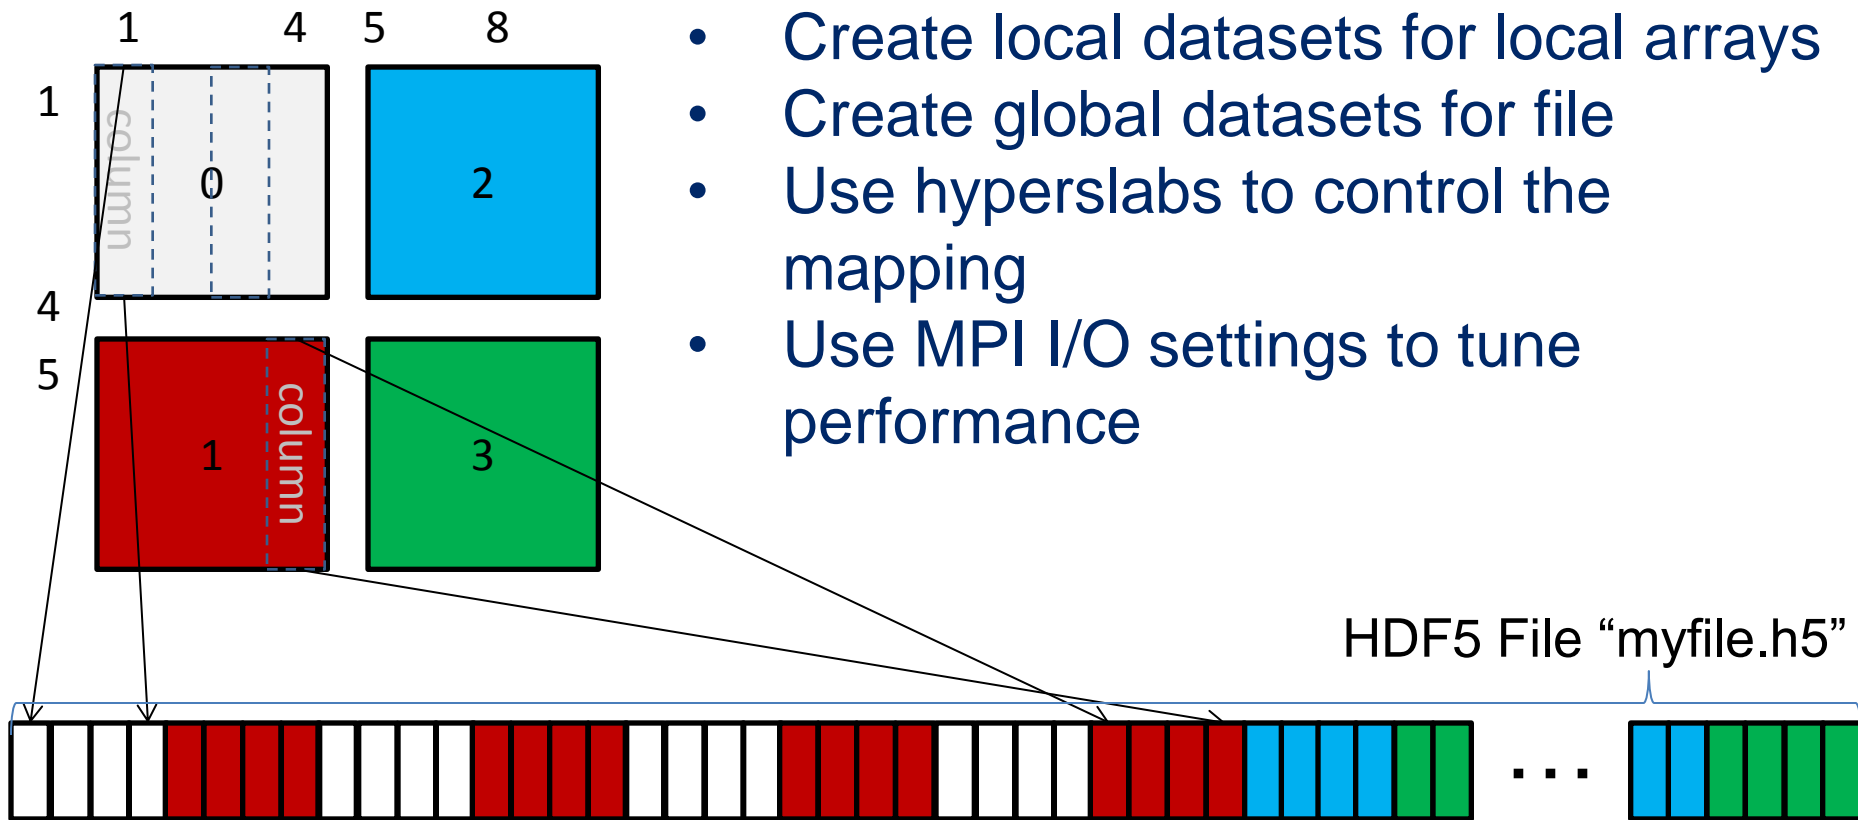 1 4 5 8
• Create local datasets for local arrays
1
• Create global datasets for file
column
0
2
• Use hyperslabs to control the
mapping
4
• Use MPI I/O settings to tune
5
performance
1
column
3
HDF5 File “myfile.h5”
. . .